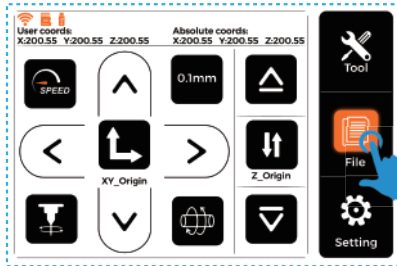 User coords:
Absolute coords:
X:200.55 Y:200.55 Z:200.55
X:200.55 Y:200.55 Z:200.55
SPEED
0.1mm
Tool
XY_Origin
Z_Origin
File
Setting